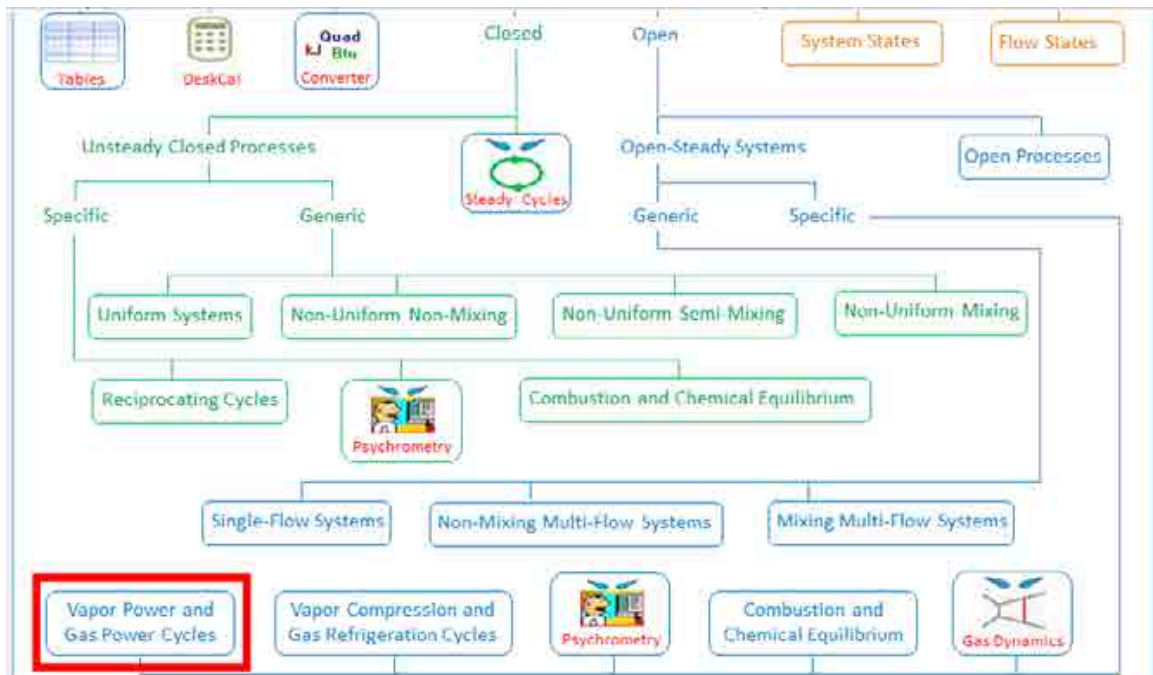 Quad
kJ Btu
Tables
DeskCal
Converter
Closed
Open
System States
Flow States
Unsteady Closed Processes
Steady Cycles
Open-Steady Systems
Open Processes
Specific
Generic
Generic
Specific
Uniform Systems
Non-Uniform Non-Mixing
Non-Uniform Semi-Mixing
Non-Uniform Mixing
Reciprocating Cycles
Psychrometry
Combustion and Chemical Equilibrium
Single-Flow Systems
Non-Mixing Multi-Flow Systems
Mixing Multi-Flow Systems
Vapor Power and
Gas Power Cycles
Vapor Compression and
Gas Refrigeration Cycles
Psychrometry
Combustion and
Chemical Equilibrium
Gas Dynamics